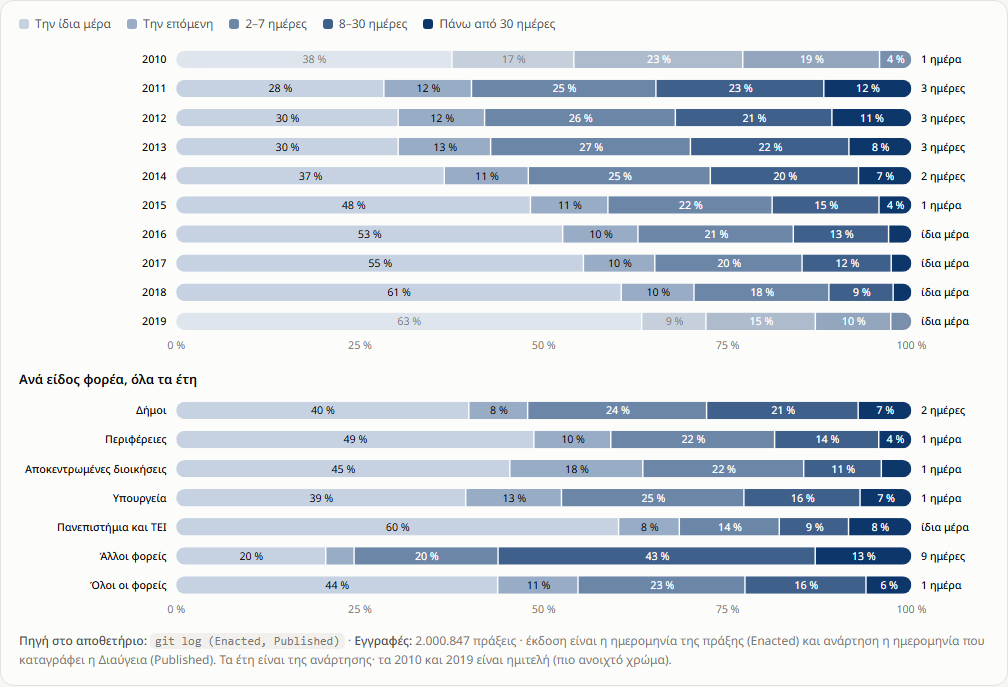 Την ίδια μέρα Την επόμενη 2–7 ημέρες 8–30 ημέρες Πάνω από 30 ημέρες
2010 38 % 17 % 23 % 19 % 4 % 1 ημέρα
2011 28 % 12 % 25 % 23 % 12 % 3 ημέρες
2012 30 % 12 % 26 % 21 % 11 % 3 ημέρες
2013 30 % 13 % 27 % 22 % 8 % 3 ημέρες
2014 37 % 11 % 25 % 20 % 7 % 2 ημέρες
2015 48 % 11 % 22 % 15 % 4 % 1 ημέρα
2016 53 % 10 % 21 % 13 % ίδια μέρα
2017 55 % 10 % 20 % 12 % ίδια μέρα
2018 61 % 10 % 18 % 9 % ίδια μέρα
2019 63 % 9 % 15 % 10 % ίδια μέρα
0 % 25 % 50 % 75 % 100 %
Ανά είδος φορέα, όλα τα έτη
Δήμοι 40 % 8 % 24 % 21 % 7 % 2 ημέρες
Περιφέρειες 49 % 10 % 22 % 14 % 4 % 1 ημέρα
Αποκεντρωμένες διοικήσεις 45 % 18 % 22 % 11 % 1 ημέρα
Υπουργεία 39 % 13 % 25 % 16 % 7 % 1 ημέρα
Πανεπιστήμια και ΤΕΙ 60 % 8 % 14 % 9 % 8 % ίδια μέρα
Άλλοι φορείς 20 % 20 % 43 % 13 % 9 ημέρες
Όλοι οι φορείς 44 % 11 % 23 % 16 % 6 % 1 ημέρα
0 % 25 % 50 % 75 % 100 %
Πηγή στο αποθετήριο: git log (Enacted, Published) · Εγγραφές: 2.000.847 πράξεις · έκδοση είναι η ημερομηνία της πράξης (Enacted) και ανάρτηση η ημερομηνία που
καταγράφει η Διαύγεια (Published). Τα έτη είναι της ανάρτησης· τα 2010 και 2019 είναι ημιτελή (πιο ανοιχτό χρώμα).